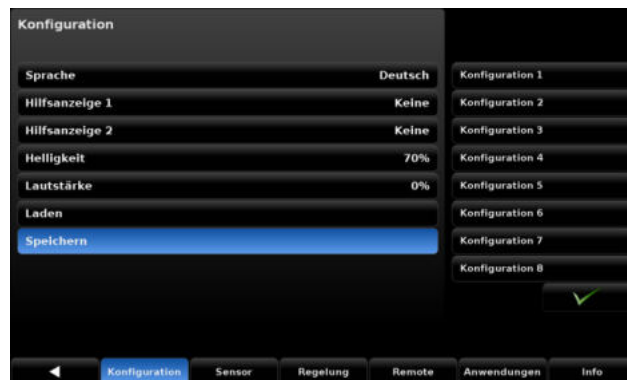 Konfiguration
Sprache Deutsch
Hilfsanzeige 1 Keine
Hilfsanzeige 2 Keine
Helligkeit 70%
Lautstärke 0%
Laden
Speichern
Konfiguration 1
Konfiguration 2
Konfiguration 3
Konfiguration 4
Konfiguration 5
Konfiguration 6
Konfiguration 7
Konfiguration 8
Konfiguration Sensor Regelung Remote Anwendungen Info